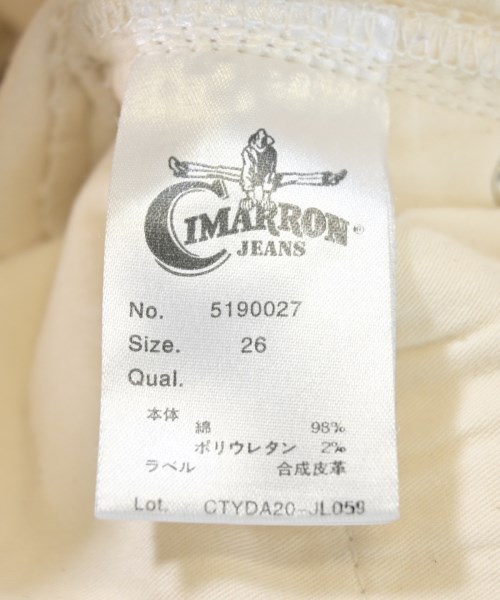 CIMARRON®
JEANS
No. 5190027
Size. 26
Qual.
本体
綿 98%
ポリウレタン 2%
ラベル 合成皮革
Lot. CTYDA20-JL059